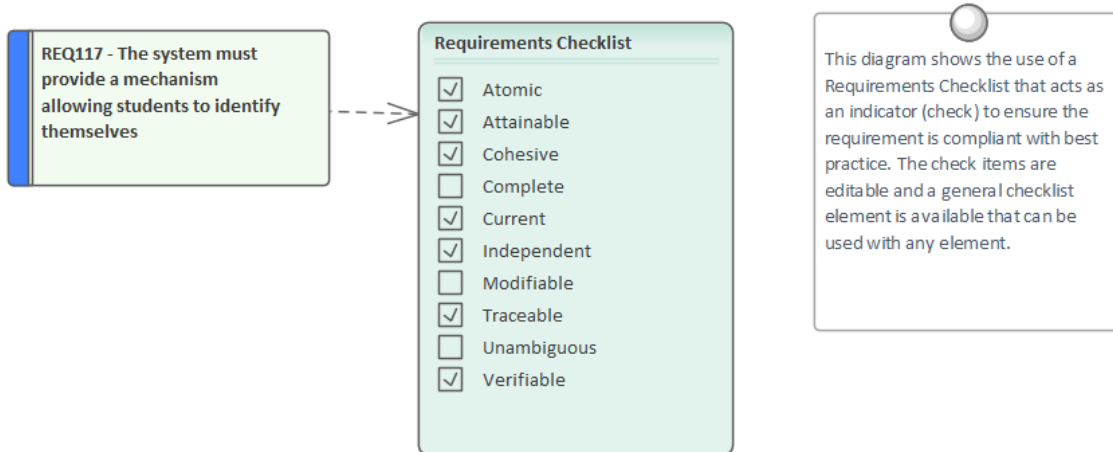 REQ117 - The system must
provide a mechanism
allowing students to identify
themselves
Requirements Checklist
Atomic
Attainable
Cohesive
Complete
Current
Independent
Modifiable
Traceable
Unambiguous
Verifiable
This diagram shows the use of a
Requirements Checklist that acts as
an indicator (check) to ensure the
requirement is compliant with best
practice. The check items are
editable and a general checklist
element is available that can be
used with any element.